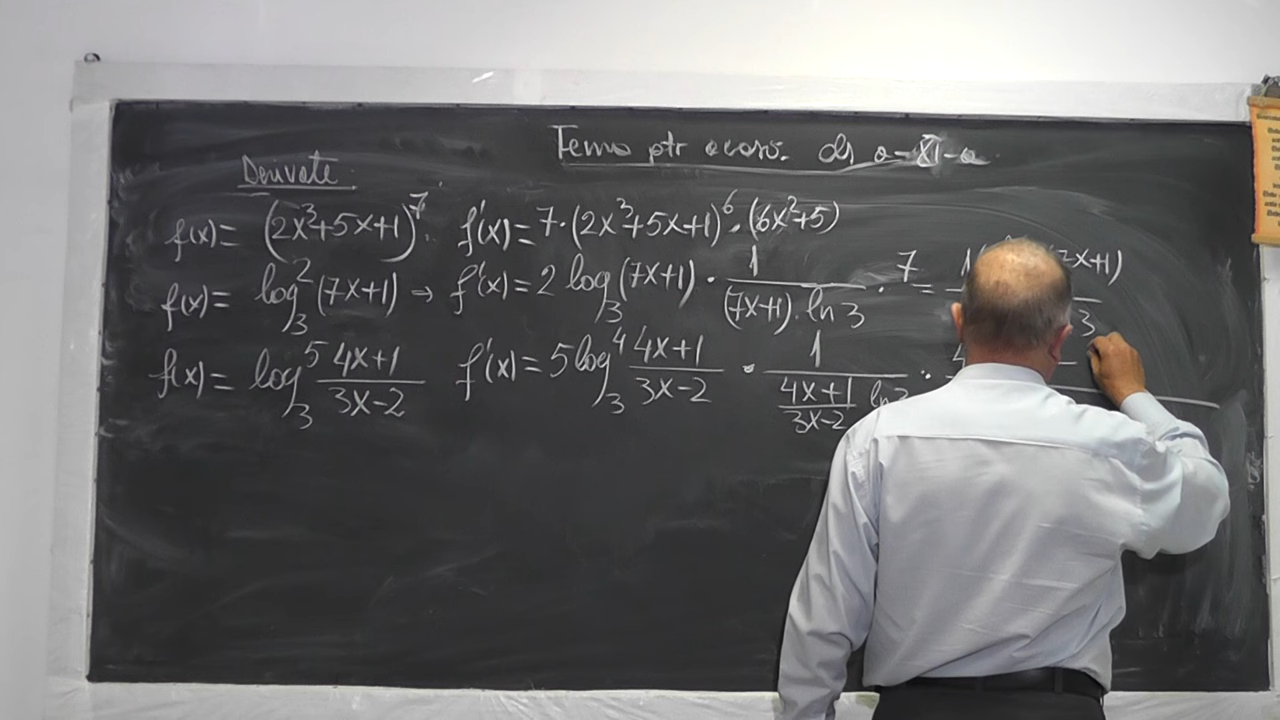 Tema ptr acasă. cls a-XI-a
Derivate
f(x) = (2x³+5x+1)⁷. f'(x) = 7·(2x³+5x+1)⁶·(6x²+5)
f(x) = log₃²(7x+1) → f'(x) = 2 log₃(7x+1) · 1/((7x+1)·ln 3) · 7 =
f(x) = log₃⁵ (4x+1)/(3x-2) f'(x) = 5 log₃⁴ (4x+1)/(3x-2) · 1/((4x+1)/(3x-2) ln 3) ·